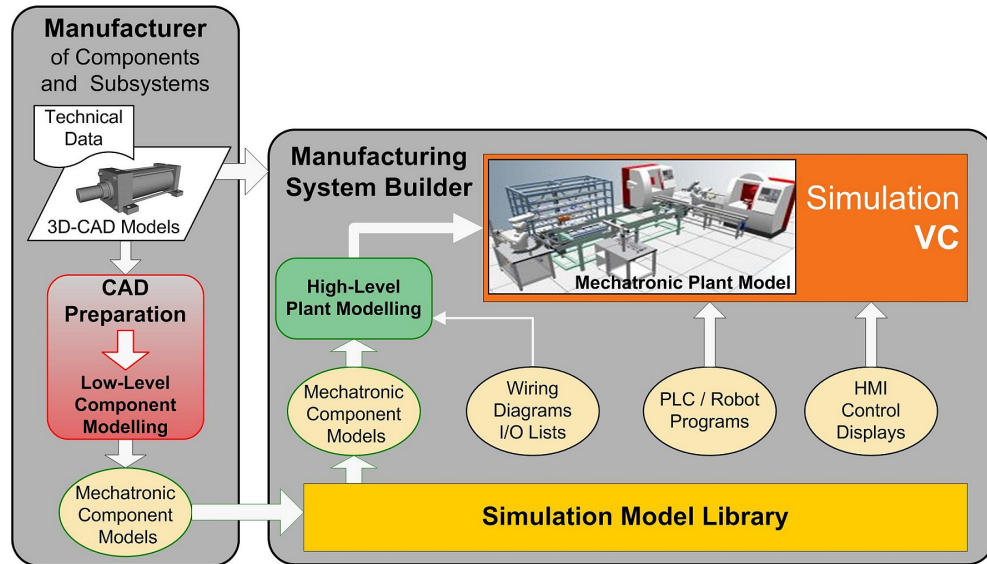 Manufacturer
of Components
and Subsystems
Technical
Data
3D-CAD Models
CAD
Preparation
Low-Level
Component
Modelling
Mechatronic
Component
Models
Manufacturing
System Builder
Simulation
VC
Mechatronic Plant Model
High-Level
Plant Modelling
Mechatronic
Component
Models
Wiring
Diagrams
I/O Lists
PLC / Robot
Programs
HMI
Control
Displays
Simulation Model Library